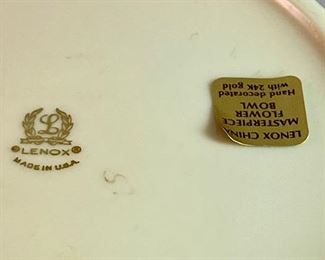 L
®LENOX®
MADE IN U.S.A.
LENOX CHINA
MASTERPIECE
FLOWER
BOWL
Hand decorated
with 24K gold